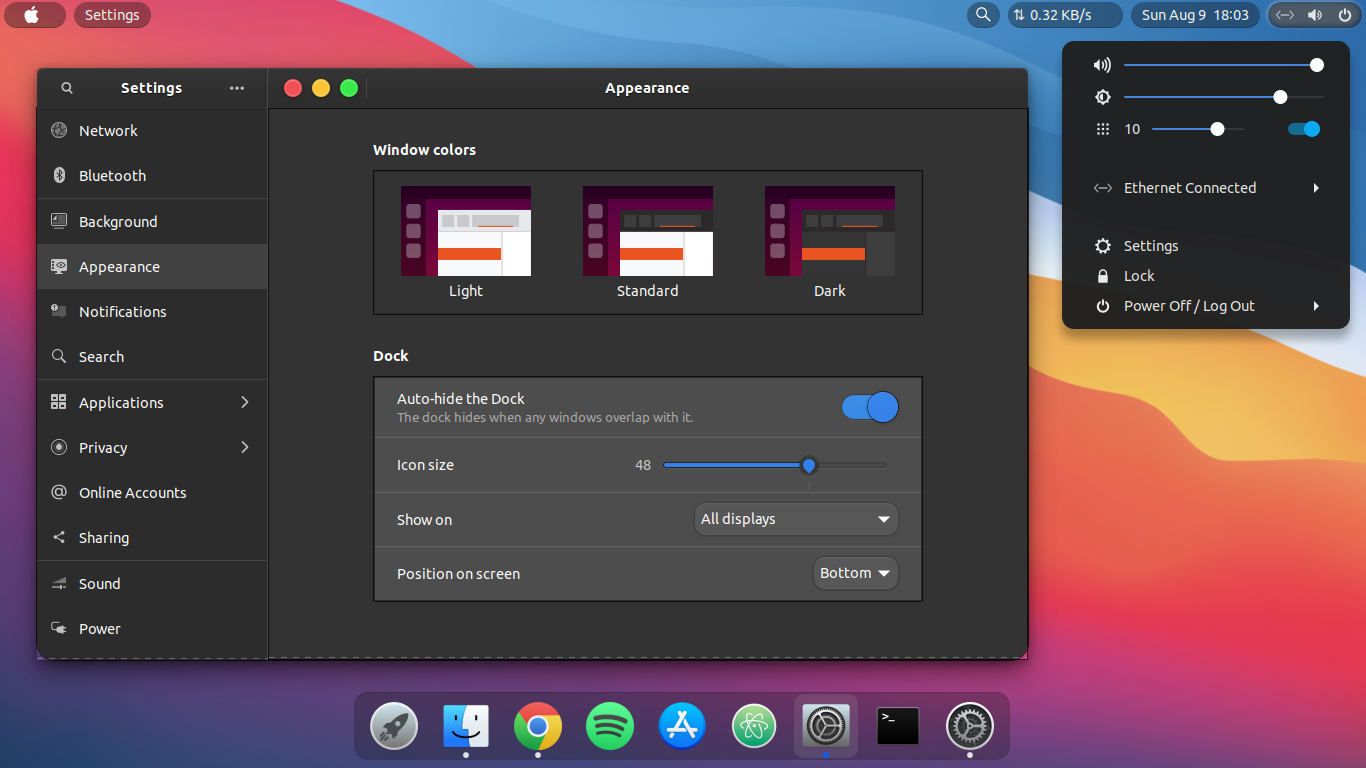 Settings
0.32 KB/s
Sun Aug 9 18:03
Settings
Appearance
Network
Bluetooth
Background
Appearance
Notifications
Search
Applications
Privacy
Online Accounts
Sharing
Sound
Power
Window colors
Light
Standard
Dark
Dock
Auto-hide the Dock
The dock hides when any windows overlap with it.
Icon size
48
Show on
All displays
Position on screen
Bottom
10
Ethernet Connected
Settings
Lock
Power Off / Log Out
>_